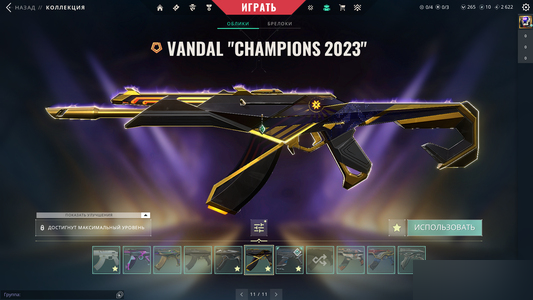 НАЗАД // КОЛЛЕКЦИЯ
ИГРАТЬ
0/4 0/3 265 10 2 622
ОБЛИКИ БРЕЛОКИ
VANDAL "CHAMPIONS 2023"
ПОКАЗАТЬ УЛУЧШЕНИЯ
ДОСТИГНУТ МАКСИМАЛЬНЫЙ УРОВЕНЬ
ИСПОЛЬЗОВАТЬ
Группа
11 / 11